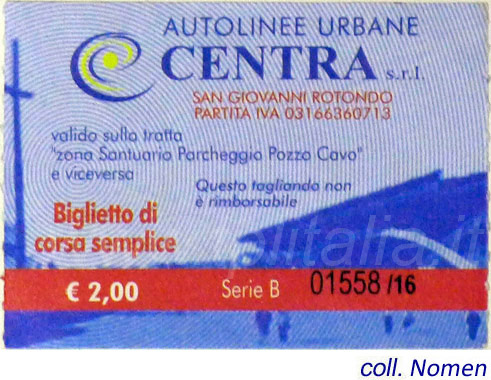 AUTOLINEE URBANE
CENTRA s.r.l.
SAN GIOVANNI ROTONDO
PARTITA IVA 03166360713
valido sulla tratta
"zona Santuario Parcheggio Pozzo Cavo"
e viceversa
Questo tagliando non
è rimborsabile
Biglietto di
corsa semplice
€ 2,00 Serie B 01558 /16
coll. Nomen